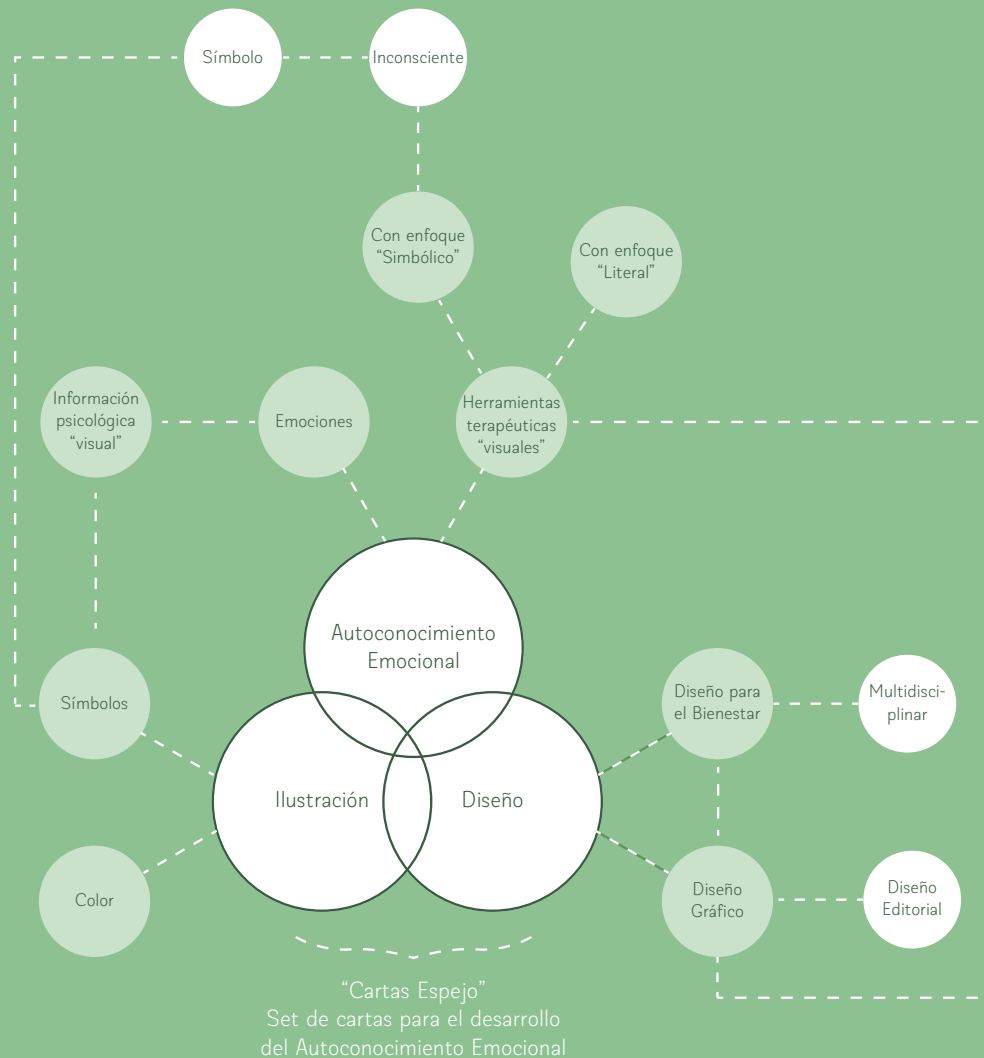 Símbolo
Inconsciente
Con enfoque
“Simbólico”
Con enfoque
“Literal”
Información
psicológica
“visual”
Emociones
Herramientas
terapéuticas
“visuales”
Autoconocimiento
Emocional
Símbolos
Diseño para
el Bienestar
Multidisci-
plinar
Ilustración
Diseño
Color
Diseño
Gráfico
Diseño
Editorial
“Cartas Espejo”
Set de cartas para el desarrollo
del Autoconocimiento Emocional